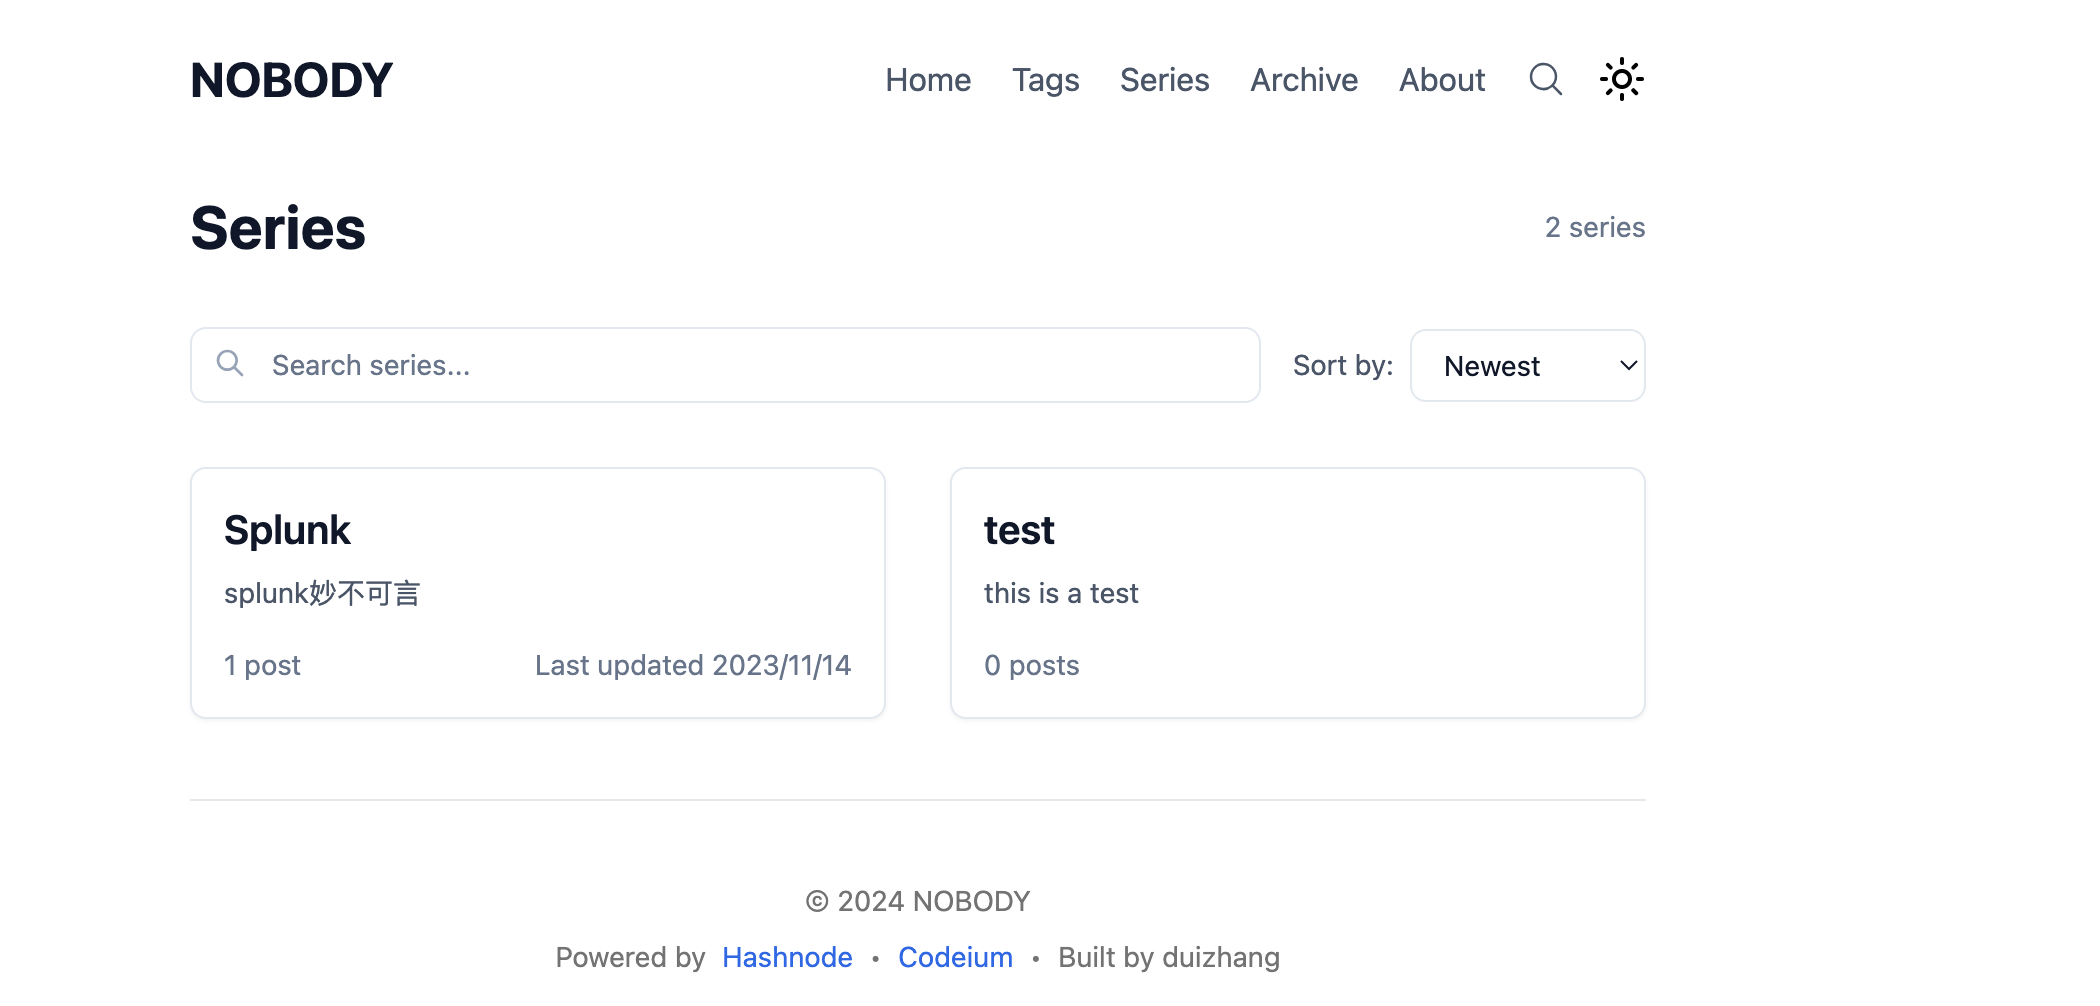 NOBODY
Home Tags Series Archive About
Series
2 series
Search series...
Sort by: Newest
Splunk
splunk妙不可言
1 post Last updated 2023/11/14
test
this is a test
0 posts
© 2024 NOBODY
Powered by Hashnode • Codeium • Built by duizhang